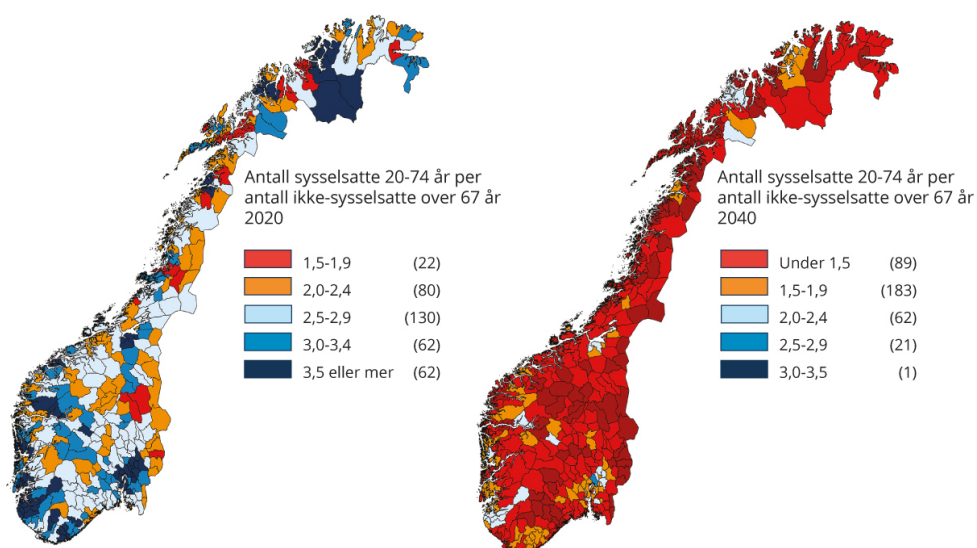 Antall sysselsatte 20-74 år per
antall ikke-sysselsatte over 67 år
2020
1,5-1,9 (22)
2,0-2,4 (80)
2,5-2,9 (130)
3,0-3,4 (62)
3,5 eller mer (62)
Antall sysselsatte 20-74 år per
antall ikke-sysselsatte over 67 år
2040
Under 1,5 (89)
1,5-1,9 (183)
2,0-2,4 (62)
2,5-2,9 (21)
3,0-3,5 (1)